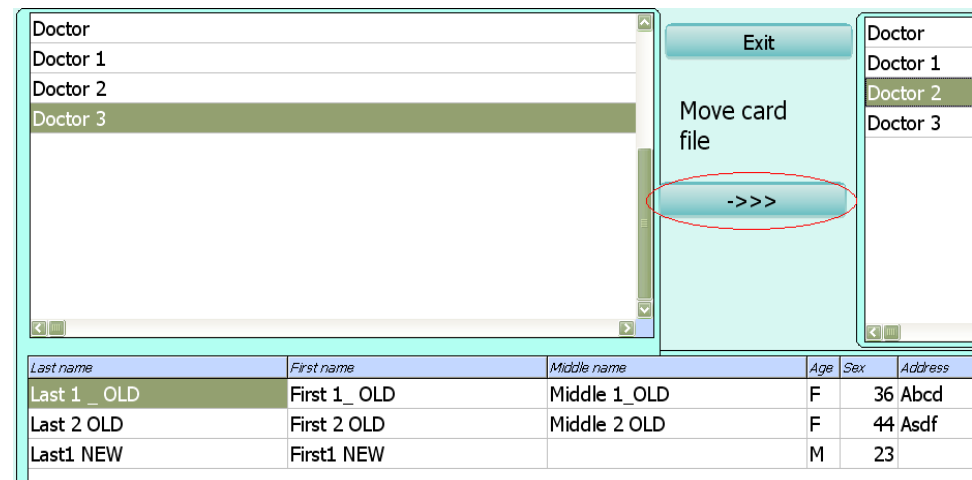 Doctor
Doctor 1
Doctor 2
Doctor 3
Exit
Move card
file
->>>
Doctor
Doctor 1
Doctor 2
Doctor 3
Last name First name Middle name Age Sex Address
Last 1 _ OLD First 1_ OLD Middle 1_OLD F 36 Abcd
Last 2 OLD First 2 OLD Middle 2 OLD F 44 Asdf
Last1 NEW First1 NEW M 23